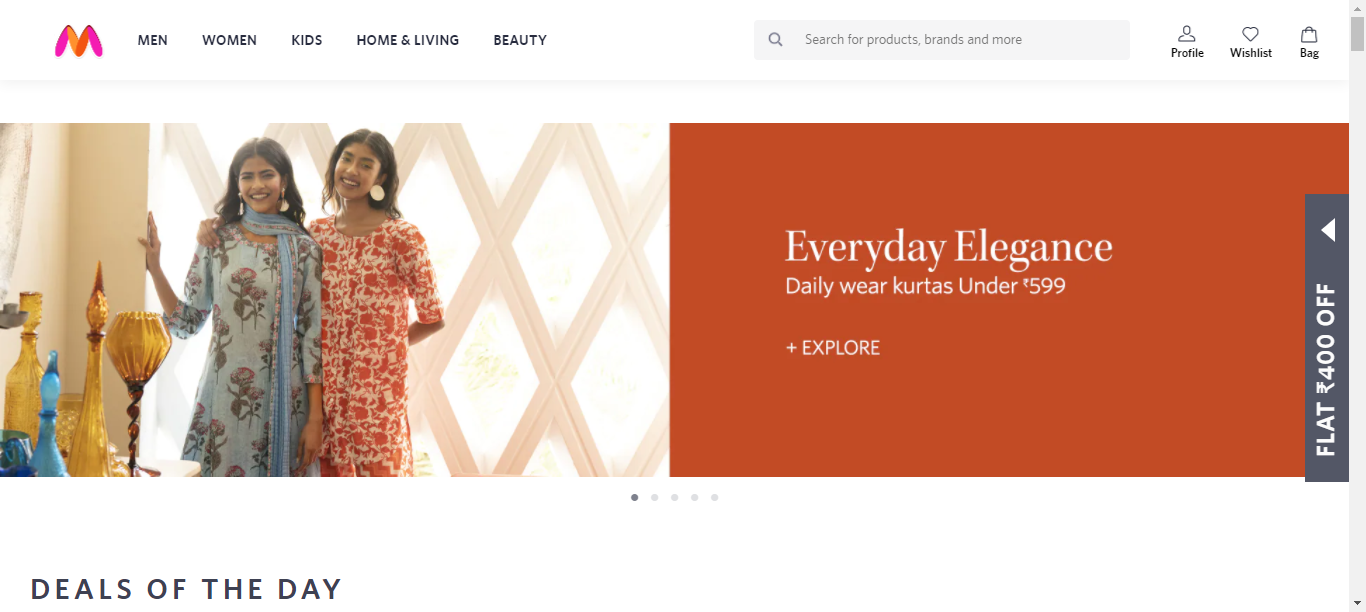 MEN WOMEN KIDS HOME & LIVING BEAUTY
Search for products, brands and more
Profile Wishlist Bag
Everyday Elegance
Daily wear kurtas Under ₹599
+ EXPLORE
FLAT ₹400 OFF
DEALS OF THE DAY